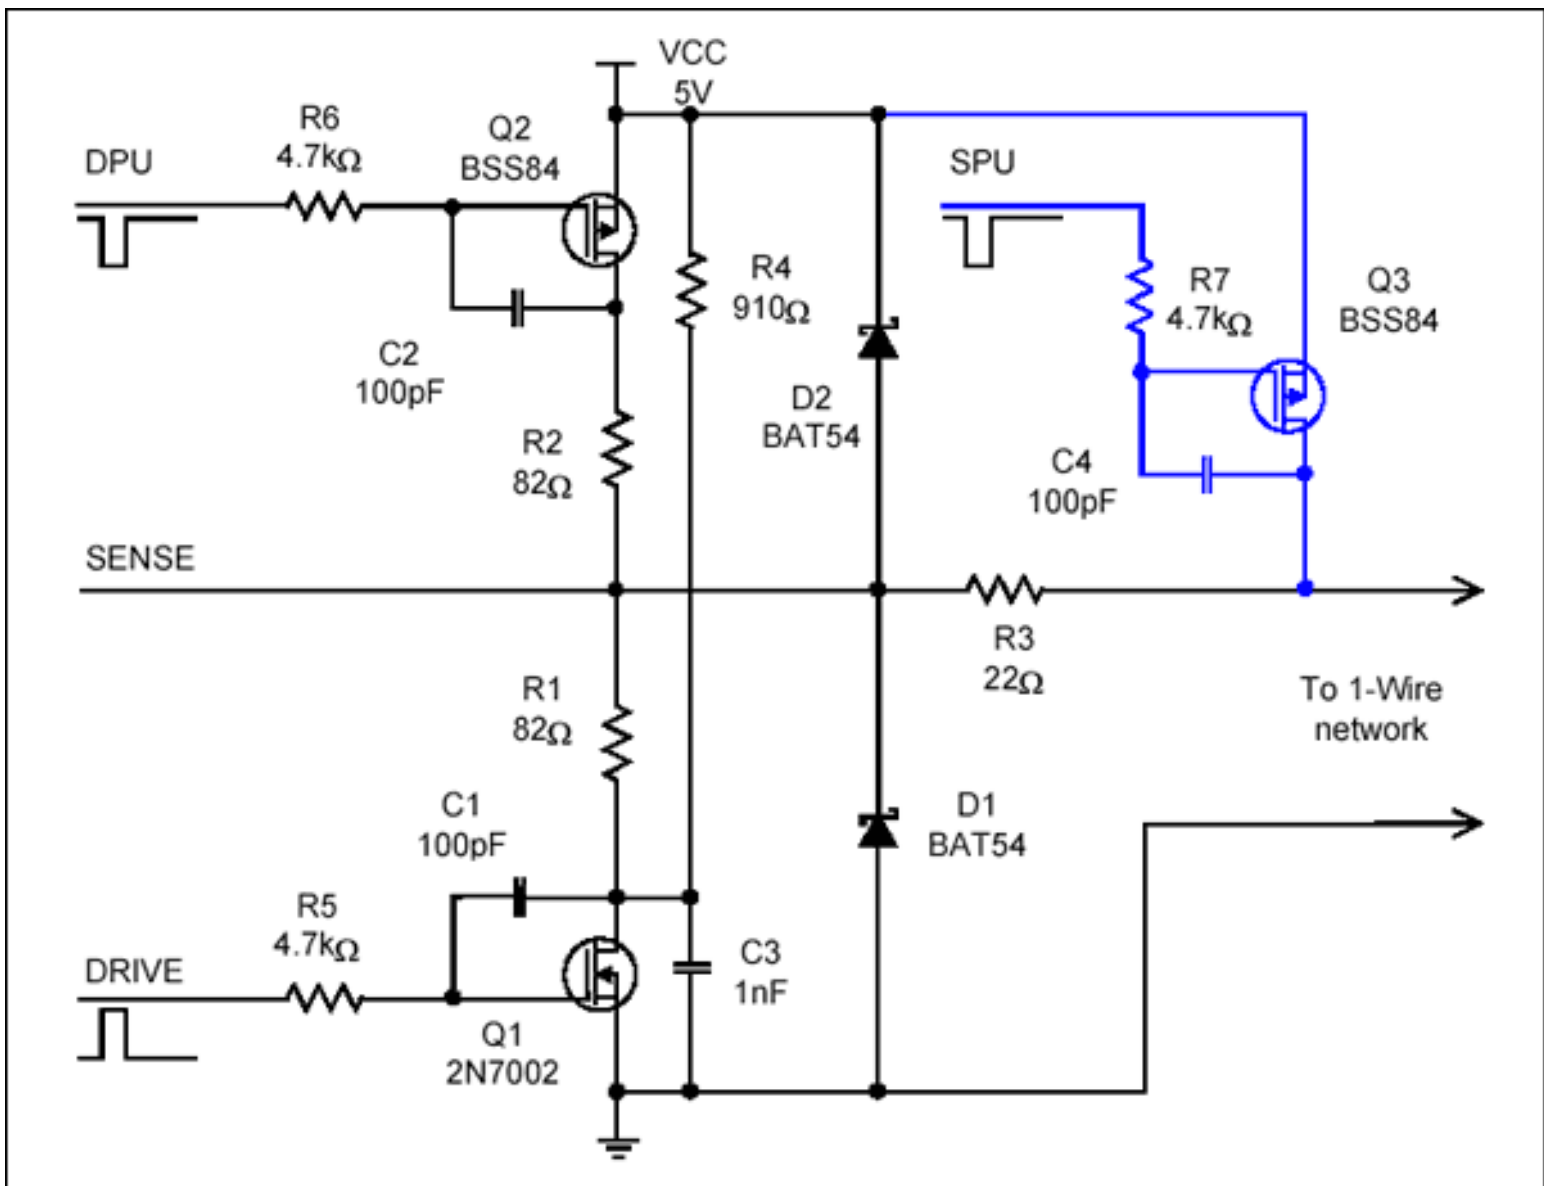 VCC
5V
R6
4.7kΩ
Q2
BSS84
DPU
SPU
R4
910Ω
R7
4.7kΩ
Q3
BSS84
C2
100pF
D2
BAT54
R2
82Ω
C4
100pF
SENSE
R3
22Ω
R1
82Ω
To 1-Wire
network
C1
100pF
D1
BAT54
R5
4.7kΩ
C3
1nF
DRIVE
Q1
2N7002